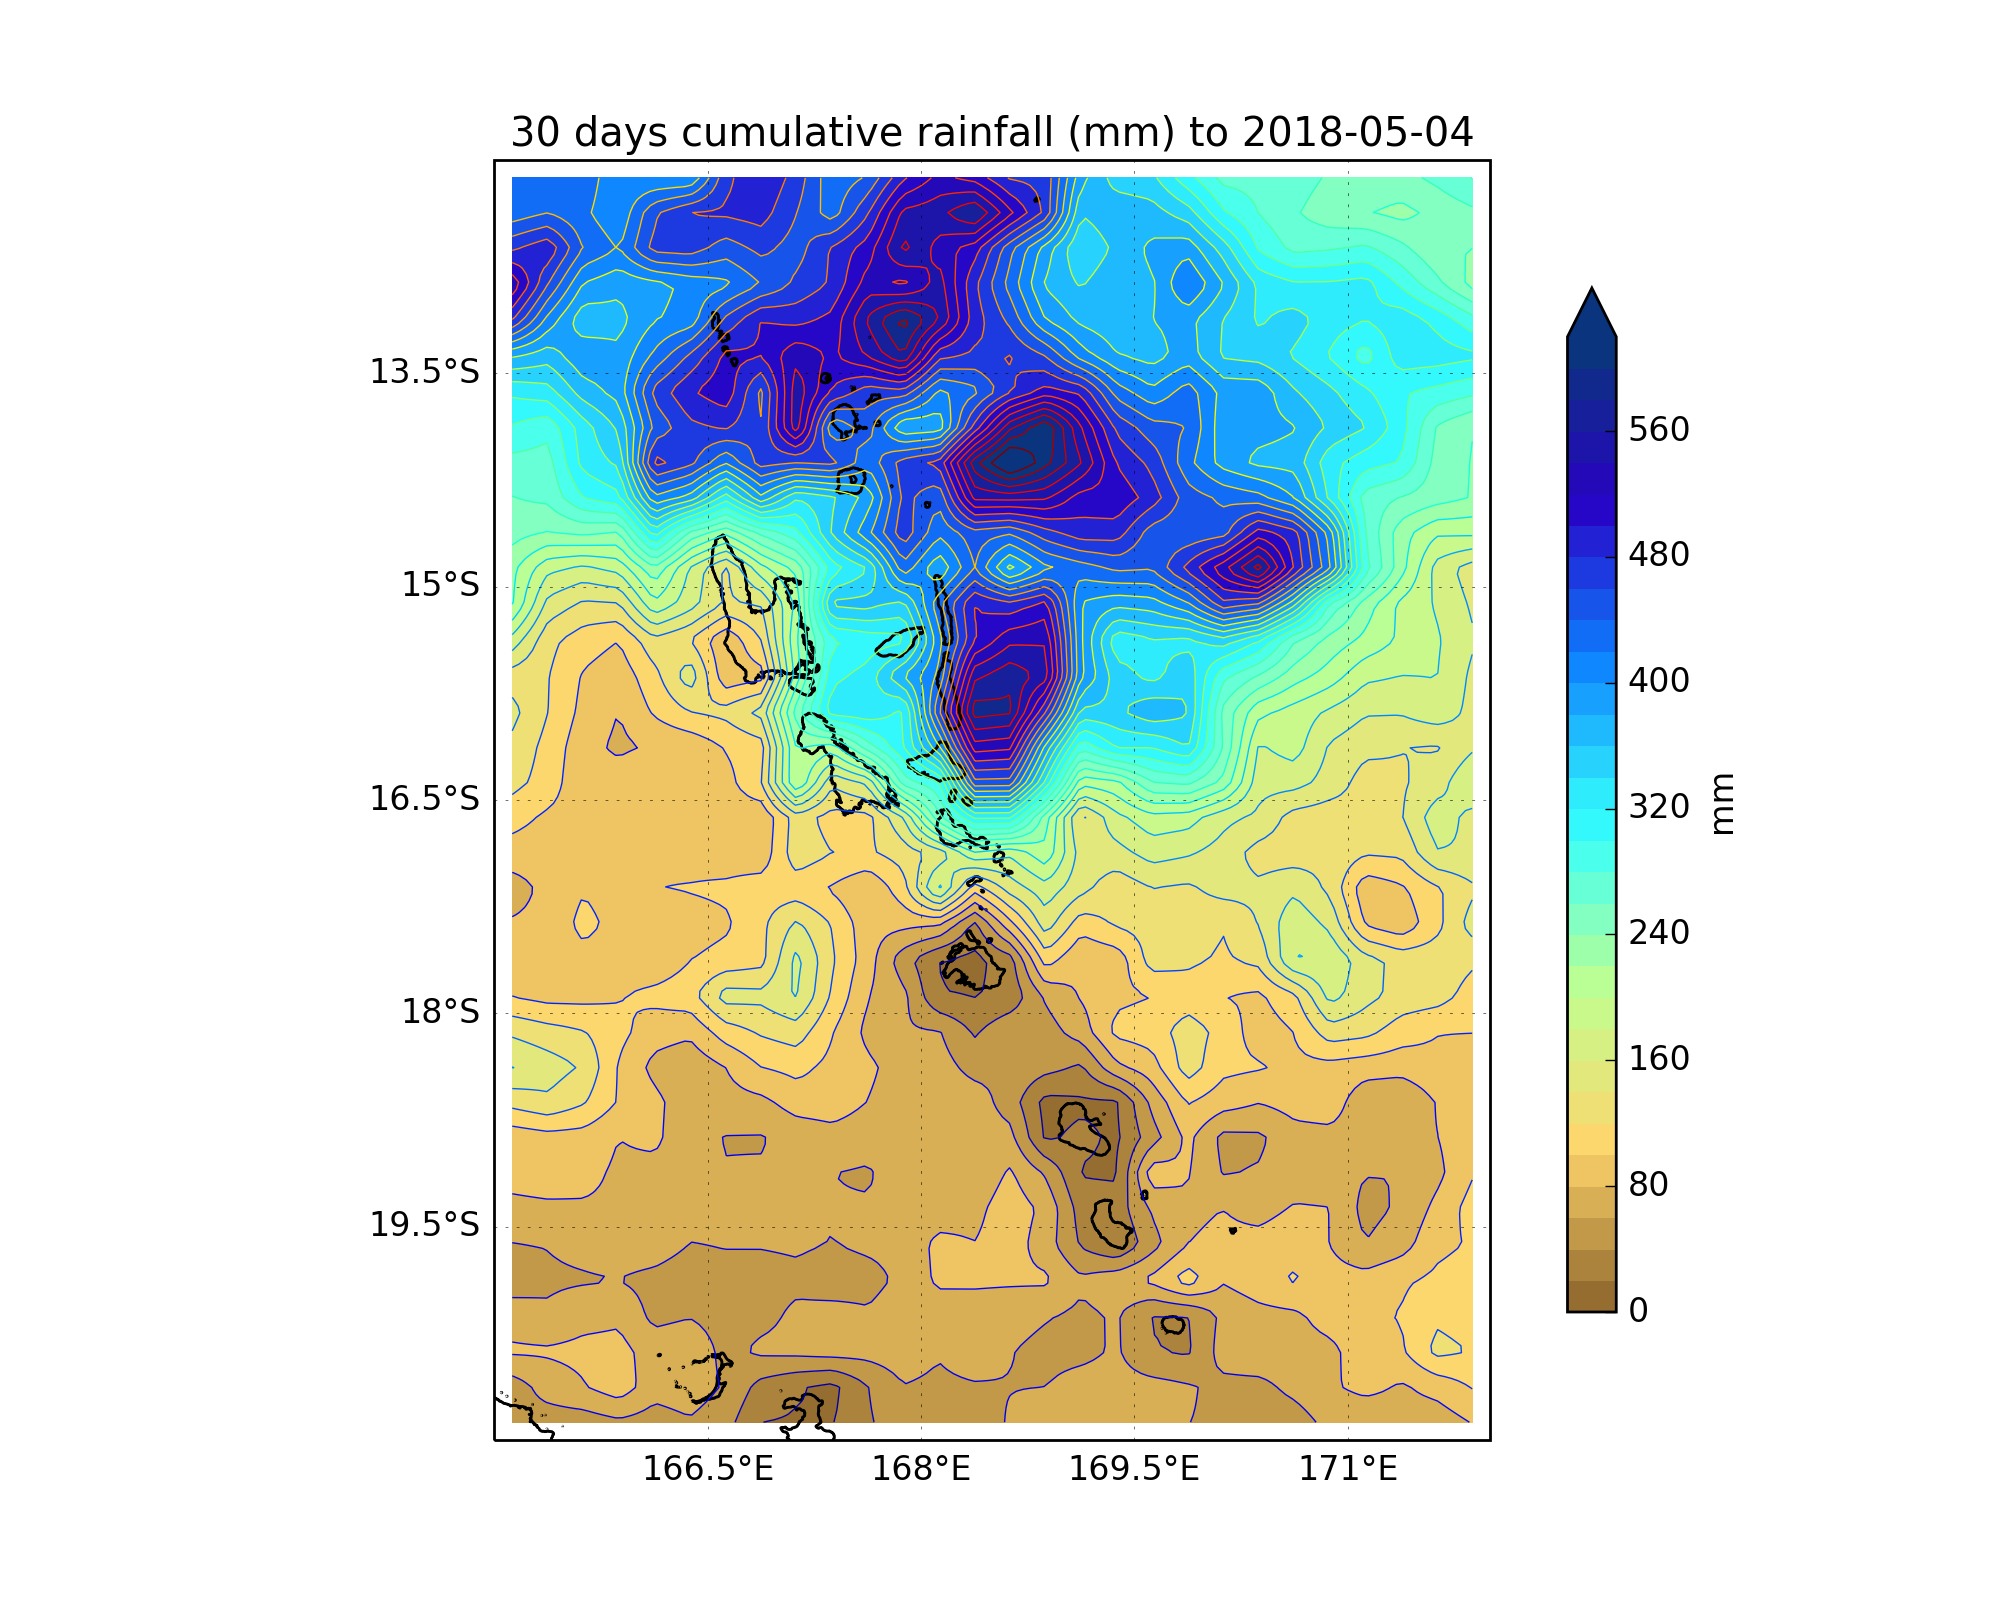 30 days cumulative rainfall (mm) to 2018-05-04
13.5°S
15°S
16.5°S
18°S
19.5°S
166.5°E
168°E
169.5°E
171°E
560
480
400
320
240
160
80
0
mm